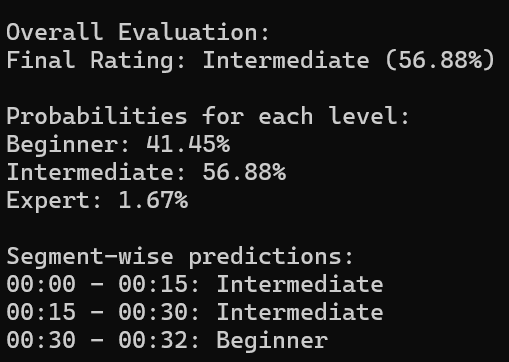 Overall Evaluation:
Final Rating: Intermediate (56.88%)
Probabilities for each level:
Beginner: 41.45%
Intermediate: 56.88%
Expert: 1.67%
Segment-wise predictions:
00:00 - 00:15: Intermediate
00:15 - 00:30: Intermediate
00:30 - 00:32: Beginner